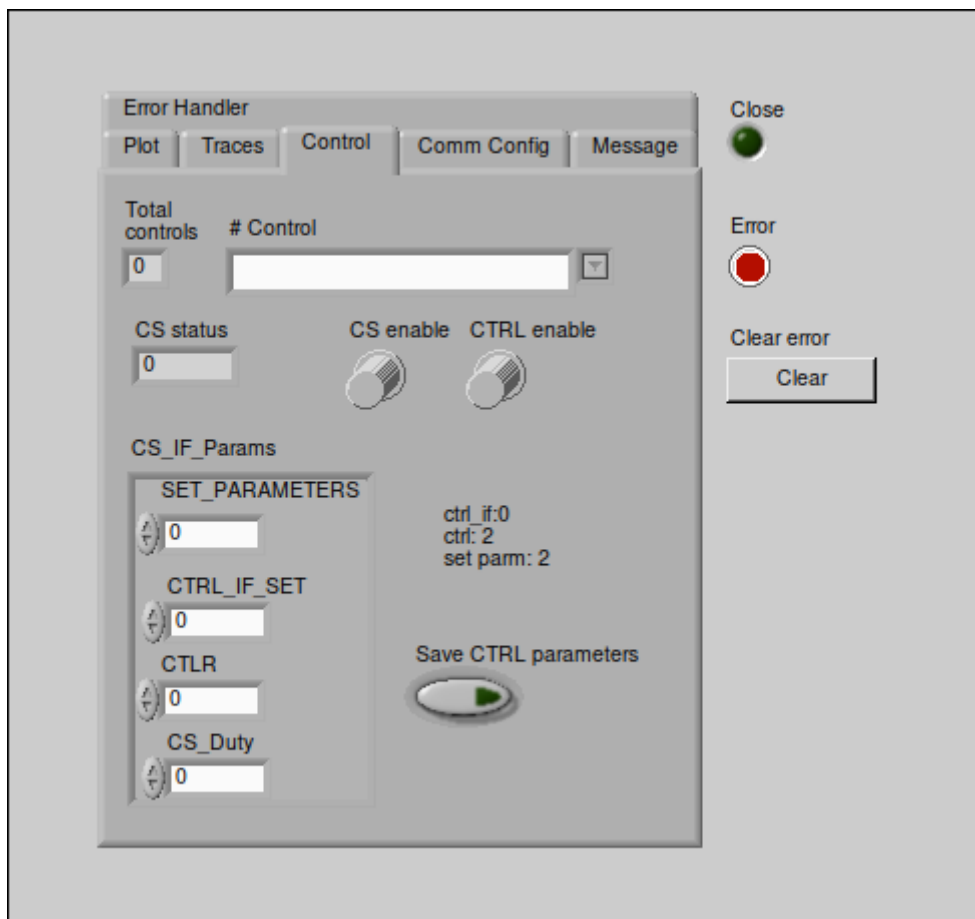 Error Handler
Plot
Traces
Control
Comm Config
Message
Close
Total
controls
# Control
0
Error
CS status
0
CS enable
CTRL enable
Clear error
Clear
CS_IF_Params
SET_PARAMETERS
0
ctrl_if:0
ctrl: 2
set parm: 2
CTRL_IF_SET
0
CTLR
0
Save CTRL parameters
CS_Duty
0